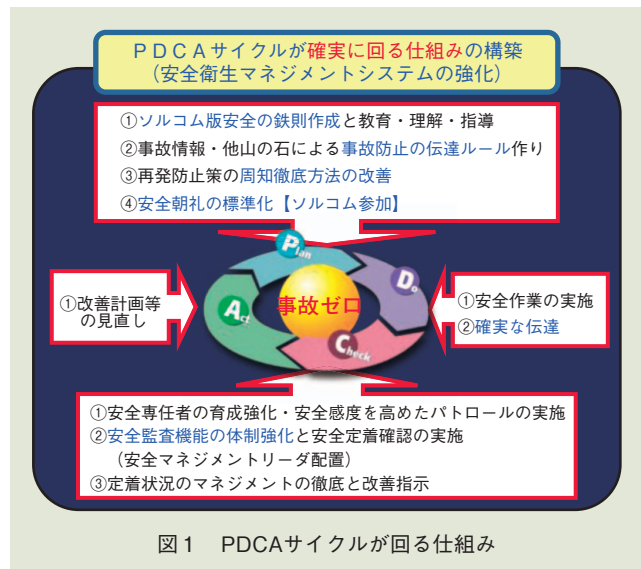 PDCAサイクルが確実に回る仕組みの構築
(安全衛生マネジメントシステムの強化)
①ソルコム版安全の鉄則作成と教育・理解・指導
②事故情報・他山の石による事故防止の伝達ルール作り
③再発防止策の周知徹底方法の改善
④安全朝礼の標準化【ソルコム参加】
Plan
Do
①改善計画等
の見直し
Act
事故ゼロ
①安全作業の実施
②確実な伝達
Check
①安全専任者の育成強化・安全感度を高めたパトロールの実施
②安全監査機能の体制強化と安全定着確認の実施
(安全マネジメントリーダ配置)
③定着状況のマネジメントの徹底と改善指示
図1 PDCAサイクルが回る仕組み